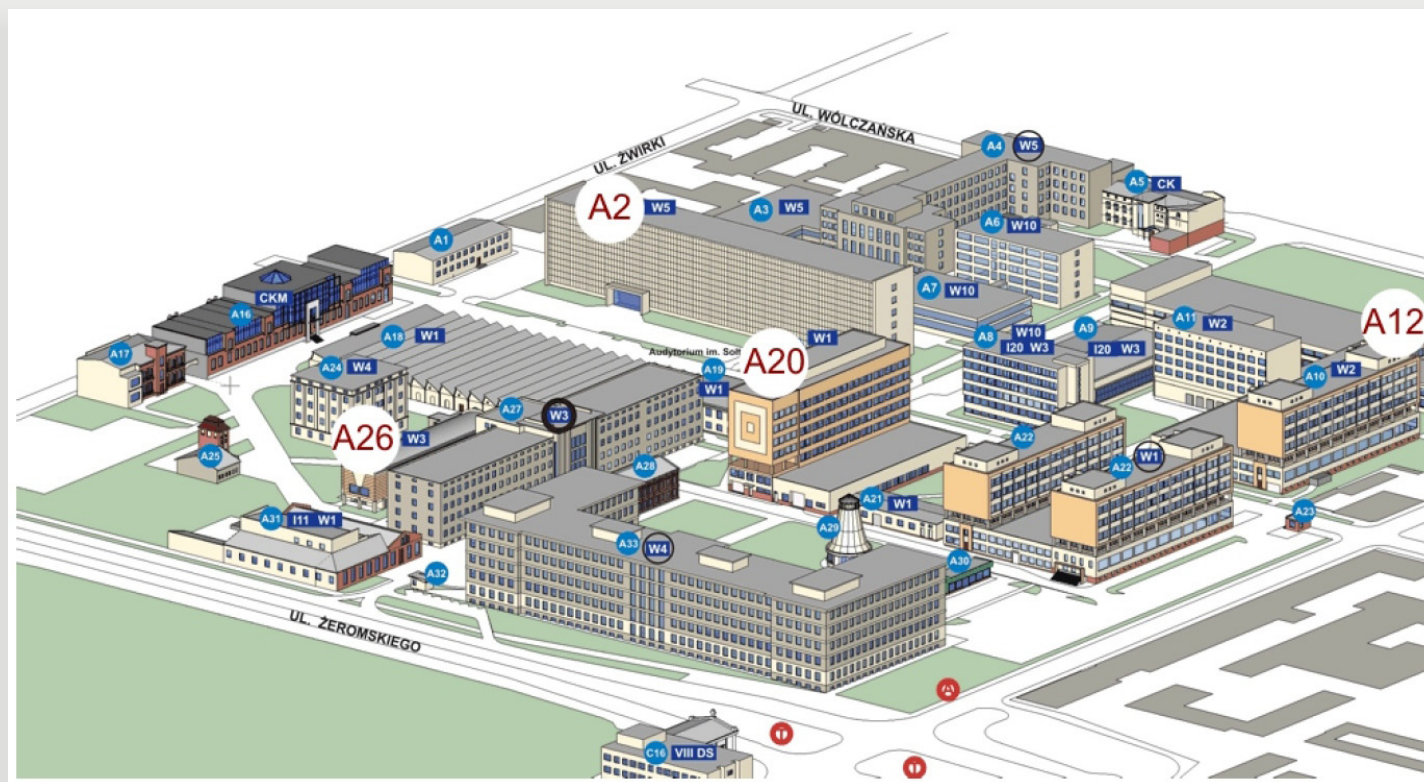 UL. WÓLCZAŃSKA
UL. ŻWIRKI
A4 W5
A5 CK
A2 W5
A3 W5
A6 W10
A1
A7 W10
CKM
A16
A18 W1
W1
A8 W10
I20 W3
A9
I20 W3
A11 W2
A12
A17
A24 W4
Audytorium im. Soł
A19
W1
A20
A10 W2
A27 W3
A26 W3
A22
A22 W1
A25
A28
A21 W1
A23
A31 I11 W1
A29
A33 W4
A30
A32
UL. ŻEROMSKIEGO
C16 VIII DS